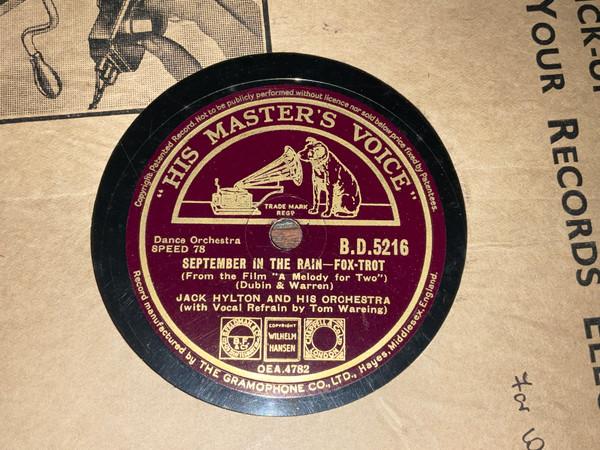 Copyright, Patented Record. Not to be publicly performed without licence nor sold below price fixed by Patentees.
"HIS MASTER'S VOICE"
TRADE MARK
REGD
Dance Orchestra
SPEED 78
B.D.5216
SEPTEMBER IN THE RAIN—FOX-TROT
(From the Film "A Melody for Two")
(Dubin & Warren)
JACK HYLTON AND HIS ORCHESTRA
(with Vocal Refrain by Tom Wareing)
COPYRIGHT
WILHELM
HANSEN
LONDON
OEA.4782
Record manufactured by THE GRAMOPHONE CO., LTD., Hayes, Middlesex, England.
YOUR RECORDS
for